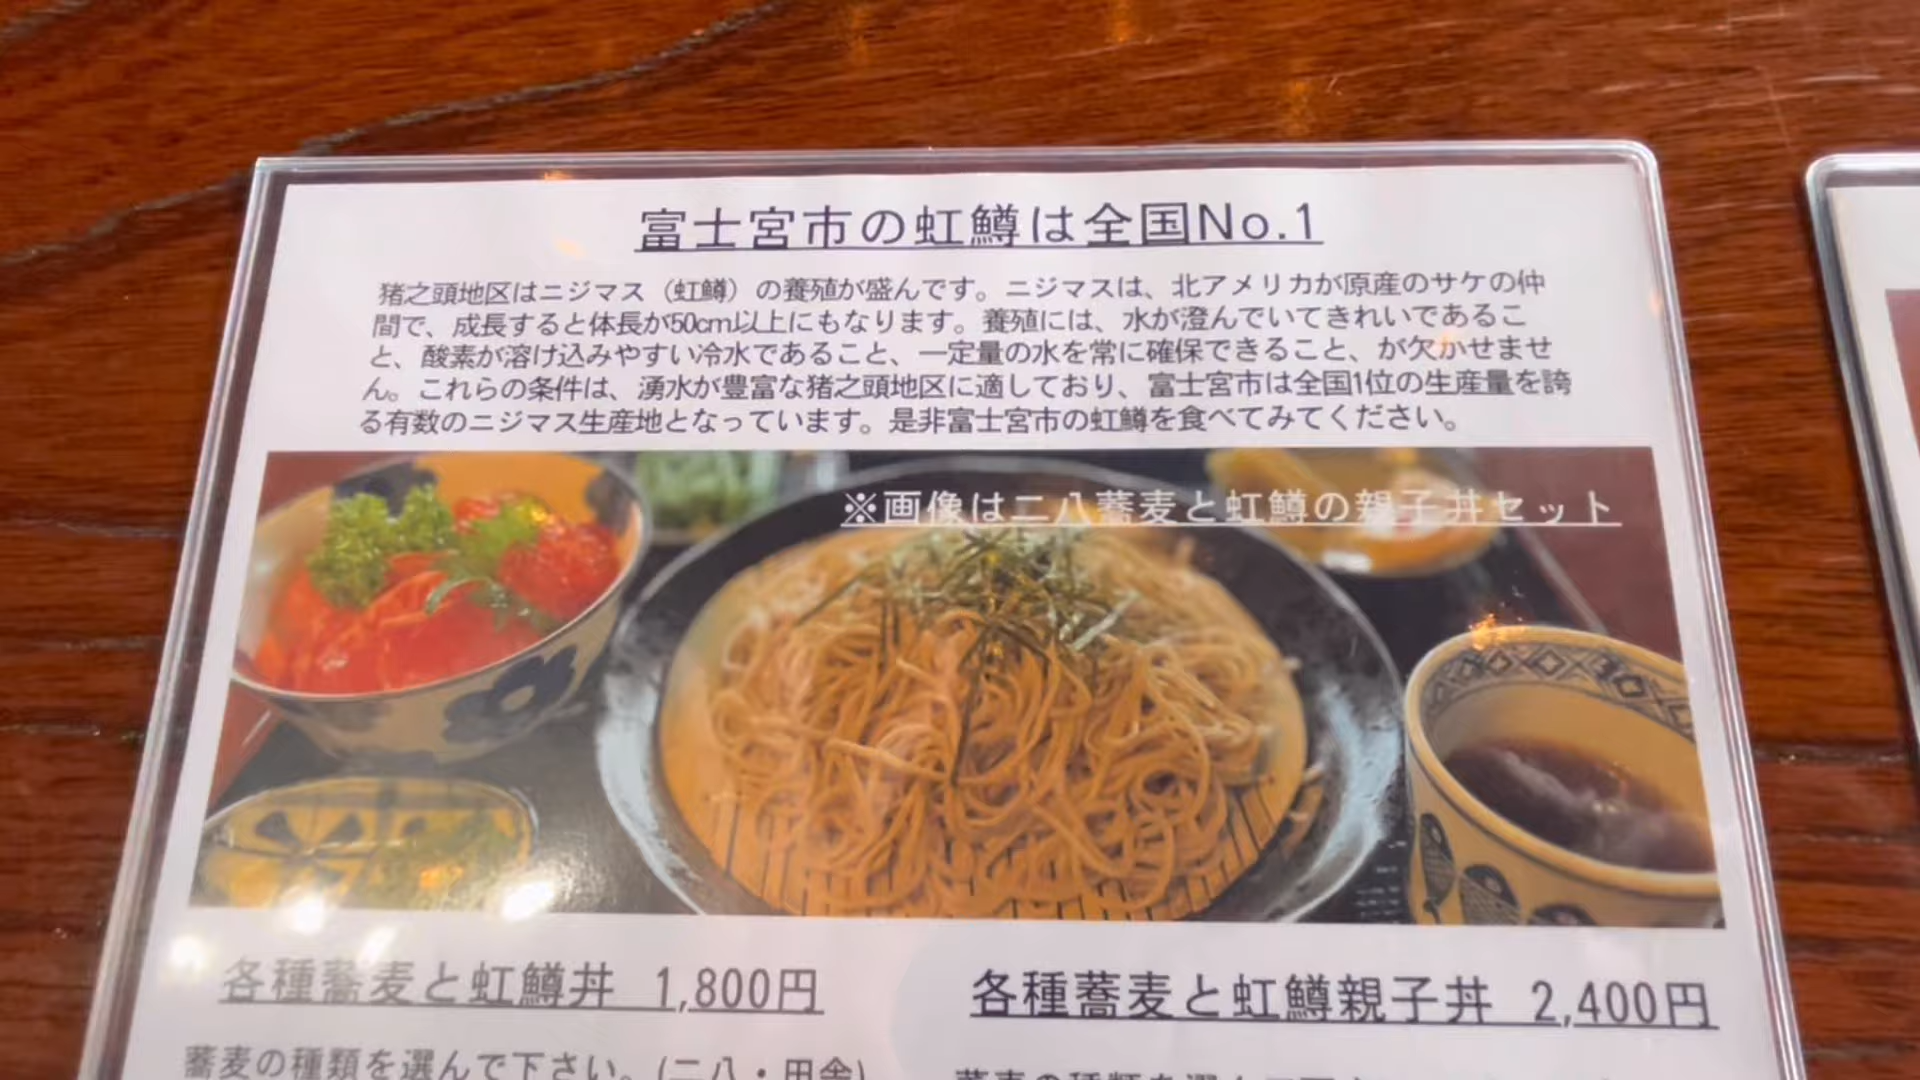 富士宮市の虹鱒は全国No.1
猪之頭地区はニジマス（虹鱒）の養殖が盛んです。ニジマスは、北アメリカが原産のサケの仲
間で、成長すると体長が50cm以上にもなります。養殖には、水が澄んでいてきれいであるこ
と、酸素が溶け込みやすい冷水であること、一定量の水を常に確保できること、が欠かせませ
ん。これらの条件は、湧水が豊富な猪之頭地区に適しており、富士宮市は全国1位の生産量を誇
る有数のニジマス生産地となっています。是非富士宮市の虹鱒を食べてみてください。
※画像は二八蕎麦と虹鱒の親子丼セット
各種蕎麦と虹鱒丼 1,800円
各種蕎麦と虹鱒親子丼 2,400円
蕎麦の種類を選んで下さい。(二八・田舎)